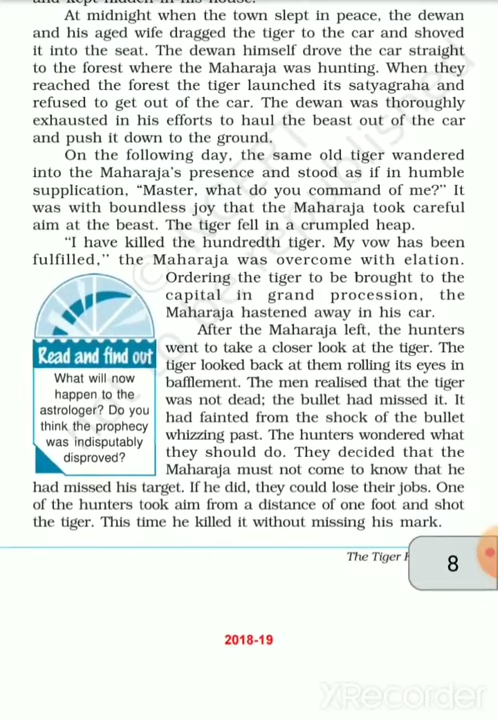 and kept hidden in his house.
At midnight when the town slept in peace, the dewan
and his aged wife dragged the tiger to the car and shoved
it into the seat. The dewan himself drove the car straight
to the forest where the Maharaja was hunting. When they
reached the forest the tiger launched its satyagraha and
refused to get out of the car. The dewan was thoroughly
exhausted in his efforts to haul the beast out of the car
and push it down to the ground.
On the following day, the same old tiger wandered
into the Maharaja's presence and stood as if in humble
supplication, “Master, what do you command of me?” It
was with boundless joy that the Maharaja took careful
aim at the beast. The tiger fell in a crumpled heap.
“I have killed the hundredth tiger. My vow has been
fulfilled,” the Maharaja was overcome with elation.
Ordering the tiger to be brought to the
capital in grand procession, the
Maharaja hastened away in his car.
After the Maharaja left, the hunters
went to take a closer look at the tiger. The
tiger looked back at them rolling its eyes in
bafflement. The men realised that the tiger
was not dead; the bullet had missed it. It
had fainted from the shock of the bullet
whizzing past. The hunters wondered what
they should do. They decided that the
Maharaja must not come to know that he
had missed his target. If he did, they could lose their jobs. One
of the hunters took aim from a distance of one foot and shot
the tiger. This time he killed it without missing his mark.
Read and find out
What will now
happen to the
astrologer? Do you
think the prophecy
was indisputably
disproved?
The Tiger
8
2018-19
XRecorder